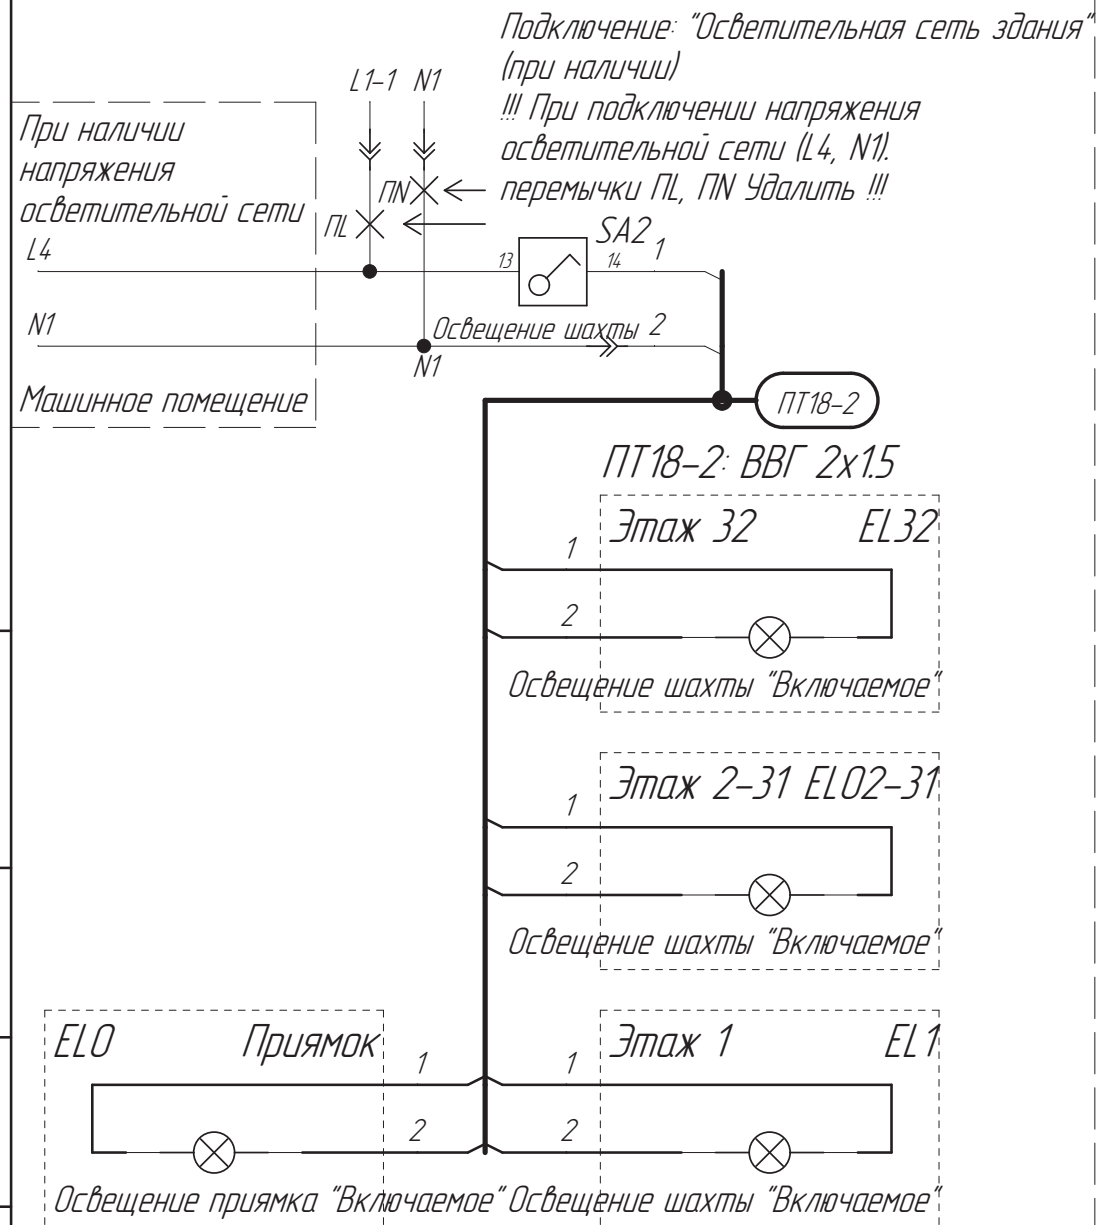 Подключение: "Осветительная сеть здания"
(при наличии)
!!! При подключении напряжения
осветительной сети (L4, N1).
перемычки ПL, ПN Удалить !!!
L1-1 N1
При наличии
напряжения
осветительной сети
ПN
ПL
L4
13
SA2
14
1
N1
Освещение шахты 2
N1
Машинное помещение
ПТ18-2
ПТ18-2: ВВГ 2х1.5
Этаж 32 EL32
1
2
Освещение шахты "Включаемое"
Этаж 2-31 EL02-31
1
2
Освещение шахты "Включаемое"
EL0 Приямок
1
2
Освещение приямка "Включаемое"
Этаж 1 EL1
1
2
Освещение шахты "Включаемое"